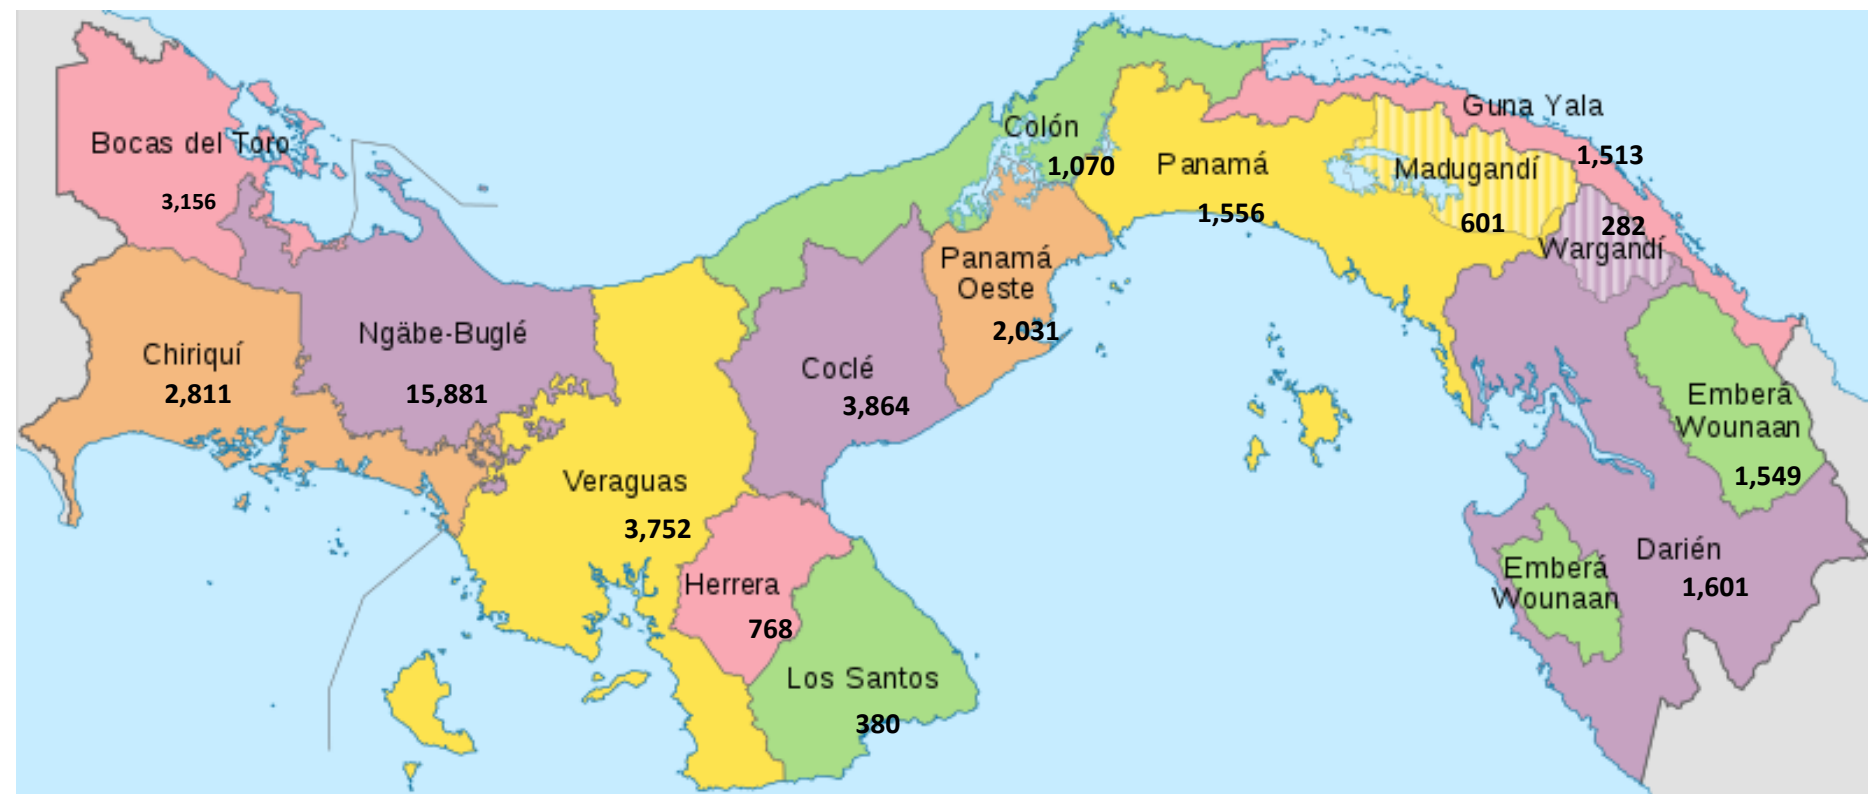 Bocas del Toro
3,156
Chiriquí
2,811
Ngäbe-Buglé
15,881
Veraguas
3,752
Herrera
768
Los Santos
380
Coclé
3,864
Colón
1,070
Panamá
Oeste
2,031
Panamá
1,556
Guna Yala
1,513
Madugandí
601
282
Wargandí
Emberá
Wounaan
1,549
Darién
1,601
Emberá
Wounaan